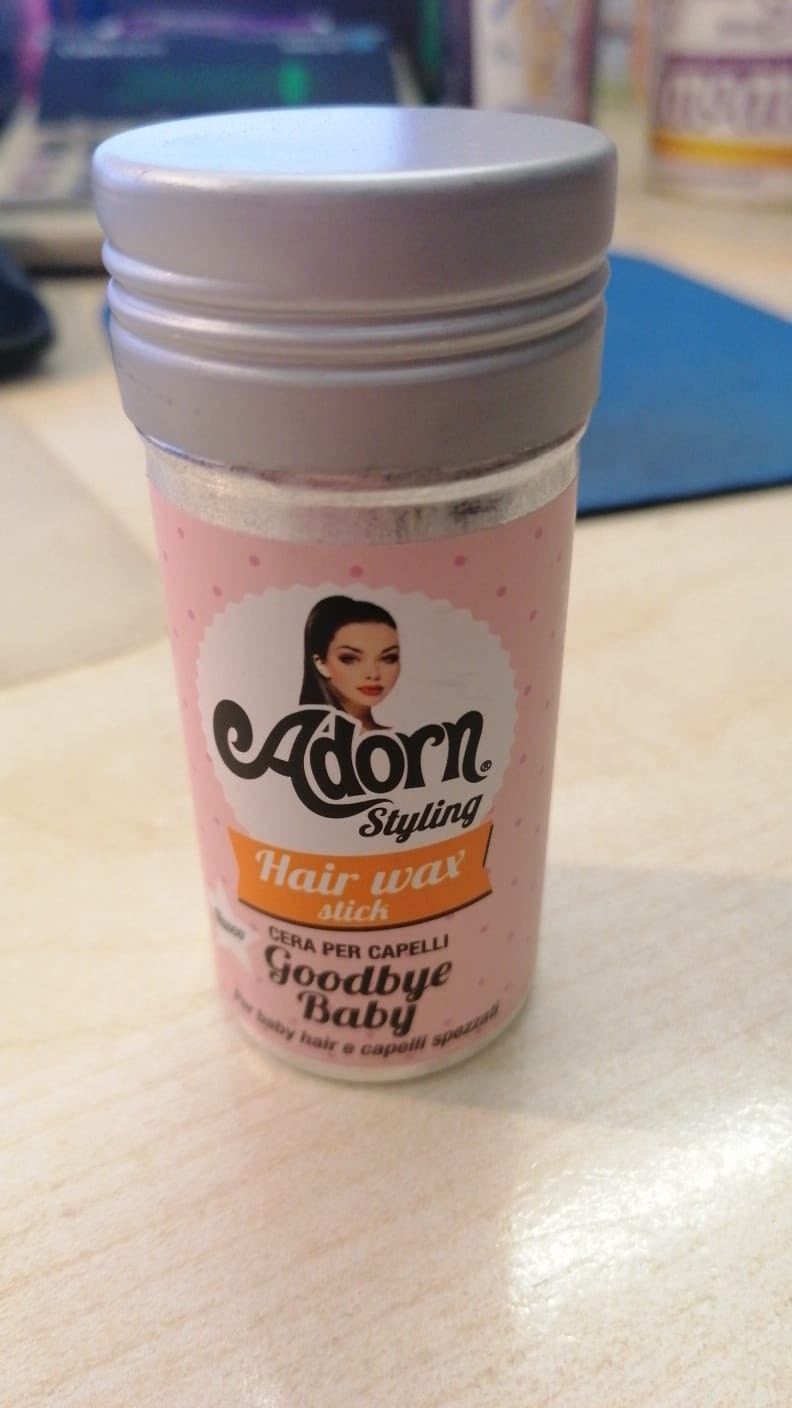 Adorn®
Styling
Hair wax
stick
CERA PER CAPELLI
Goodbye
Baby
Per baby hair e capelli spezzati